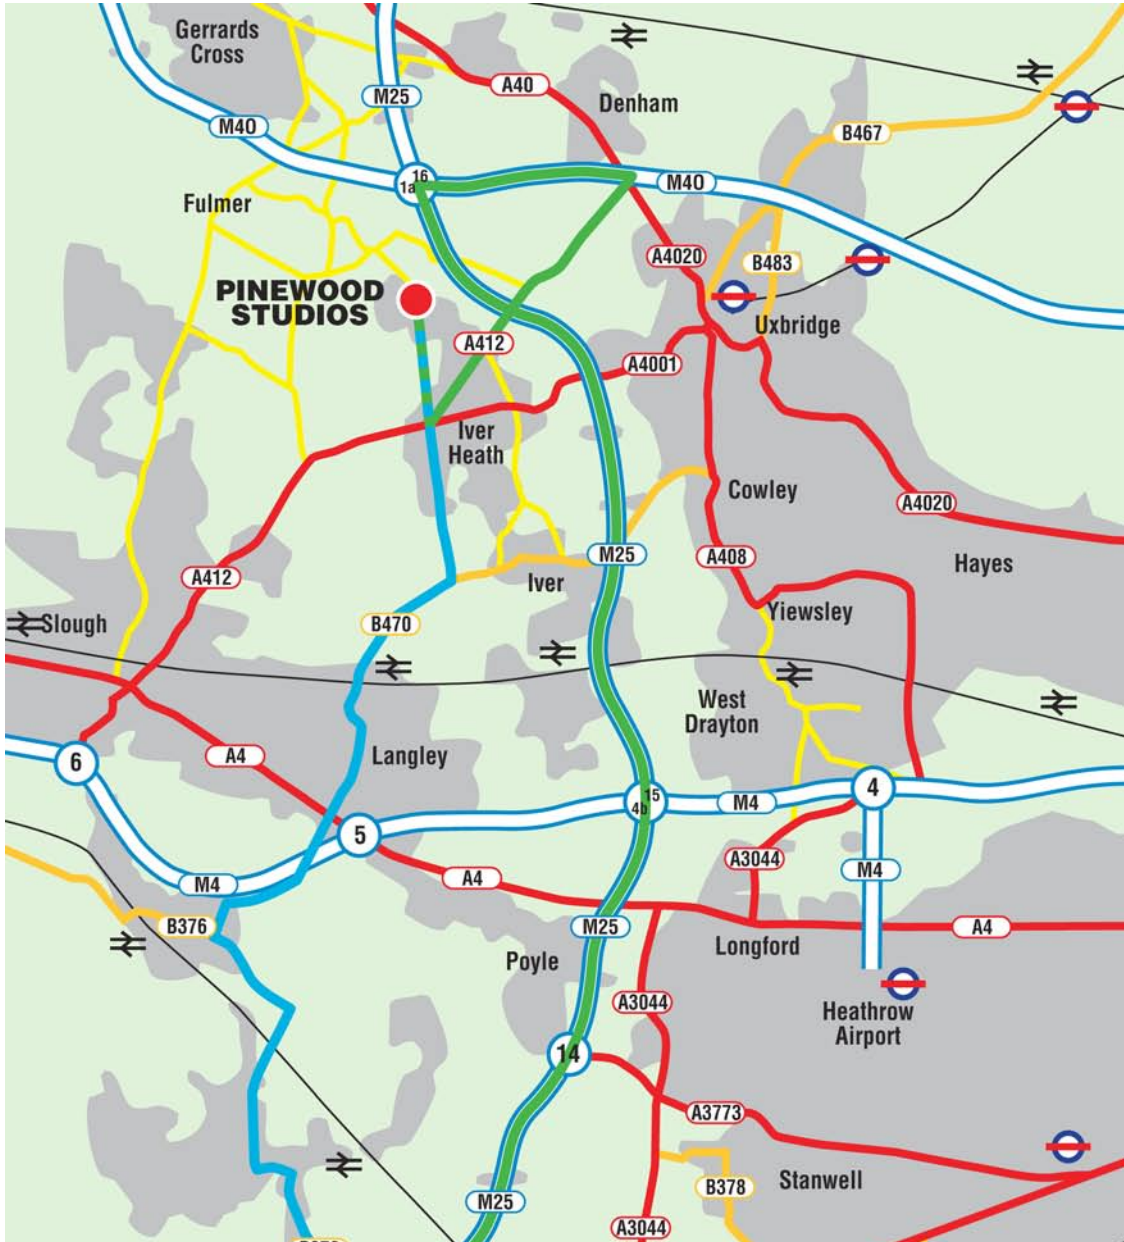 Gerrards
Cross
A40
M25
Denham
M40
B467
16
1a
M40
Fulmer
A4020
B483
PINEWOOD
STUDIOS
Uxbridge
A412
A4001
Iver
Heath
Cowley
A4020
M25
A408
Hayes
A412
Iver
Yiewsley
B470
Slough
West
Drayton
Langley
A4
6
15
4b
M4
4
5
M4
A3044
M4
A4
B376
M25
Longford
A4
Poyle
A3044
Heathrow
Airport
14
A3773
Stanwell
B378
M25
A3044